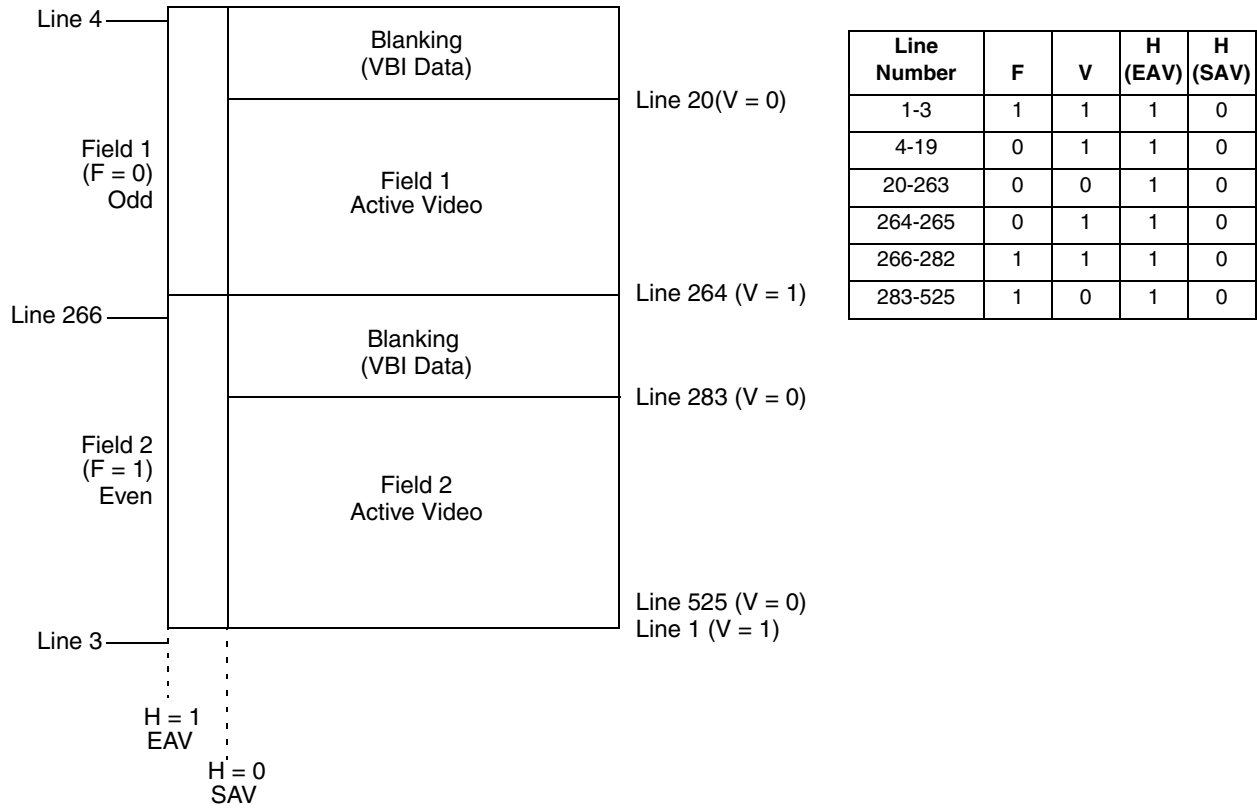 Line 4
Blanking
(VBI Data)
Line 20(V = 0)
Field 1
(F = 0)
Odd
Field 1
Active Video
Line 264 (V = 1)
Line 266
Blanking
(VBI Data)
Line 283 (V = 0)
Field 2
(F = 1)
Even
Field 2
Active Video
Line 525 (V = 0)
Line 1 (V = 1)
Line 3
H = 1
EAV
H = 0
SAV
Line Number F V H (EAV) H (SAV)
1-3 1 1 1 0
4-19 0 1 1 0
20-263 0 0 1 0
264-265 0 1 1 0
266-282 1 1 1 0
283-525 1 0 1 0